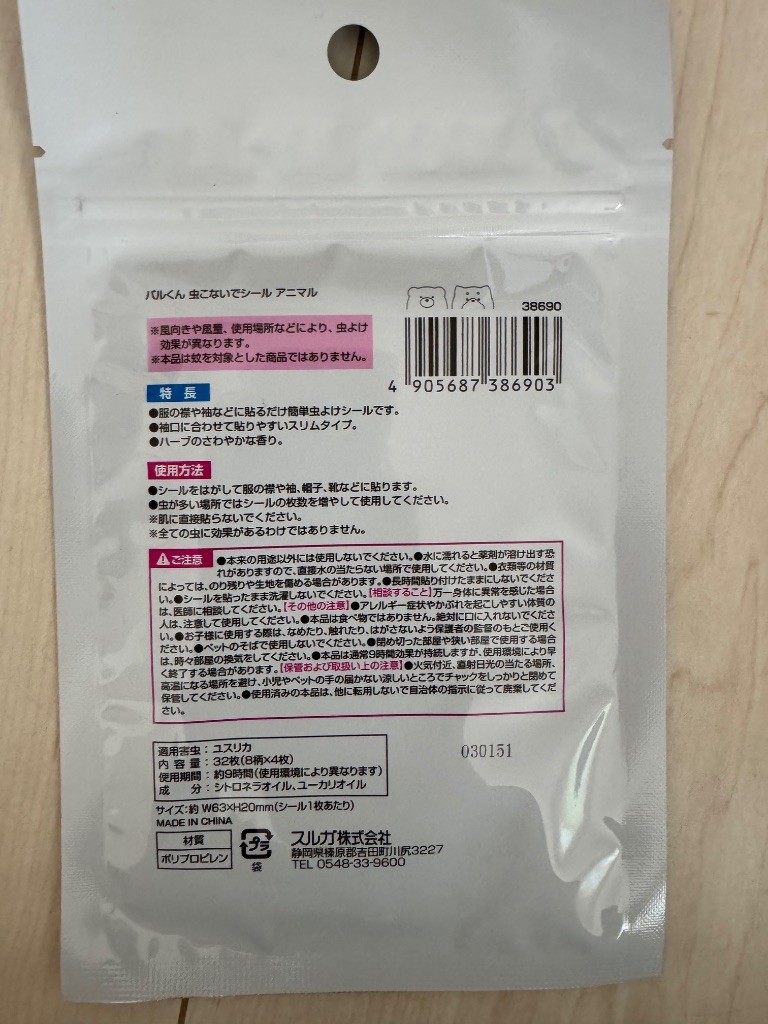 パルくん 虫こないでシール アニマル
38690
※風向きや風量、使用場所などにより、虫よけ
効果が異なります。
※本品は蚊を対象とした商品ではありません。
4 905687 386903
特長
●服の襟や袖などに貼るだけ簡単虫よけシールです。
●袖口に合わせて貼りやすいスリムタイプ。
●ハーブのさわやかな香り。
使用方法
●シールをはがして服の襟や袖、帽子、靴などに貼ります。
●虫が多い場所ではシールの枚数を増やして使用してください。
※肌に直接貼らないでください。
※全ての虫に効果があるわけではありません。
ご注意 ●本来の用途以外には使用しないでください。●水に濡れると薬剤が溶け出す恐
れがありますので、直接水の当たらない場所で使用してください。●衣類等の材質
によっては、のり残りや生地を傷める場合があります。●長時間貼り付けたままにしないでくださ
い。●シールを貼ったまま洗濯しないでください。【相談すること】万一身体に異常を感じた場合
は、医師に相談してください。【その他の注意】●アレルギー症状やかぶれを起こしやすい体質の
人は、注意して使用してください。●本品は食べ物ではありません。絶対に口に入れないでくださ
い。●お子様に使用する際は、なめたり、触れたり、はがさないよう保護者の監督のもとご使用く
ださい。●ペットのそばで使用しないでください。●閉め切った部屋や狭い部屋で使用する場合
は、時々部屋の換気をしてください。●本品は通常9時間効果が持続しますが、使用環境により早
く終了する場合があります。【保管および取扱い上の注意】●火気付近、直射日光の当たる場所、
高温になる場所を避け、小児やペットの手の届かない涼しいところでチャックをしっかりと閉めて
保管してください。●使用済みの本品は、他に転用しないで自治体の指示に従って廃棄してくだ
さい。
適用害虫：ユスリカ
内容量：32枚(8柄×4枚)
使用期間：約9時間(使用環境により異なります)
成分：シトロネラオイル、ユーカリオイル
030151
サイズ：約 W63×H20mm(シール1枚あたり)
MADE IN CHINA
材質
ポリプロピレン
プラ
袋
スルガ株式会社
静岡県榛原郡吉田町川尻3227
TEL 0548-33-9600